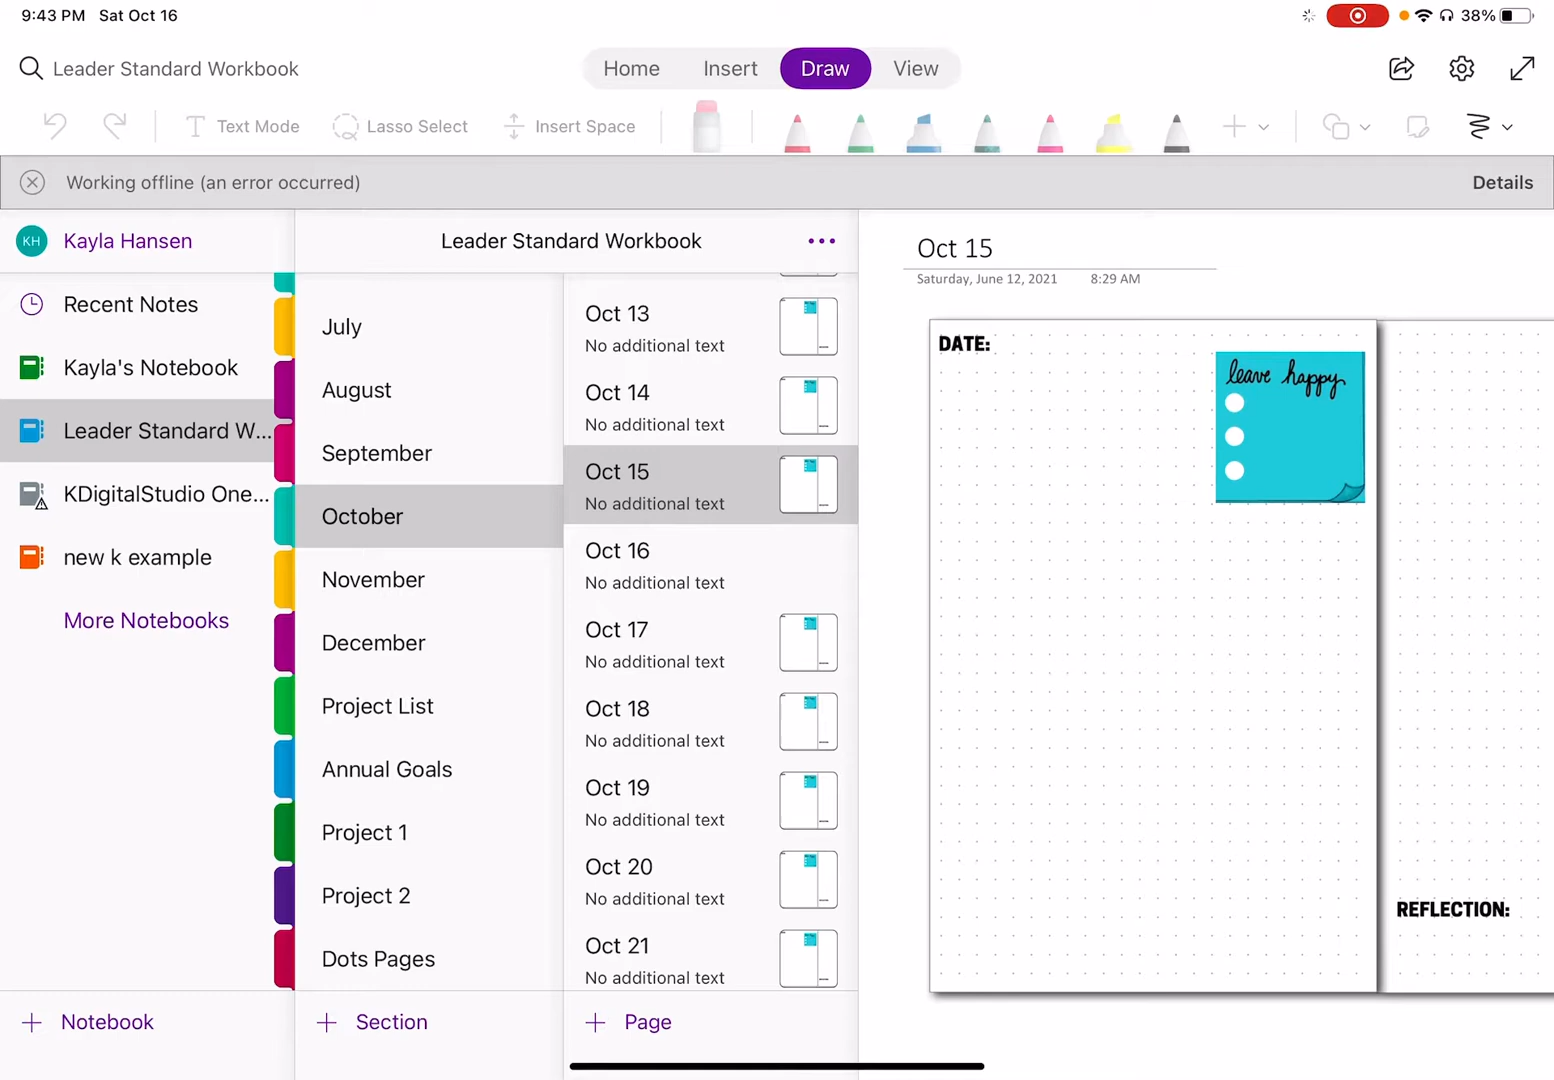 9:43 PM Sat Oct 16
38%
Leader Standard Workbook
Home Insert Draw View
Text Mode Lasso Select Insert Space
Working offline (an error occurred) Details
KH Kayla Hansen
Recent Notes
Kayla's Notebook
Leader Standard W...
KDigitalStudio One...
new k example
More Notebooks
Notebook
Leader Standard Workbook
July
August
September
October
November
December
Project List
Annual Goals
Project 1
Project 2
Dots Pages
Section
Oct 13
No additional text
Oct 14
No additional text
Oct 15
No additional text
Oct 16
No additional text
Oct 17
No additional text
Oct 18
No additional text
Oct 19
No additional text
Oct 20
No additional text
Oct 21
No additional text
Page
Oct 15
Saturday, June 12, 2021 8:29 AM
DATE:
leave happy
REFLECTION: